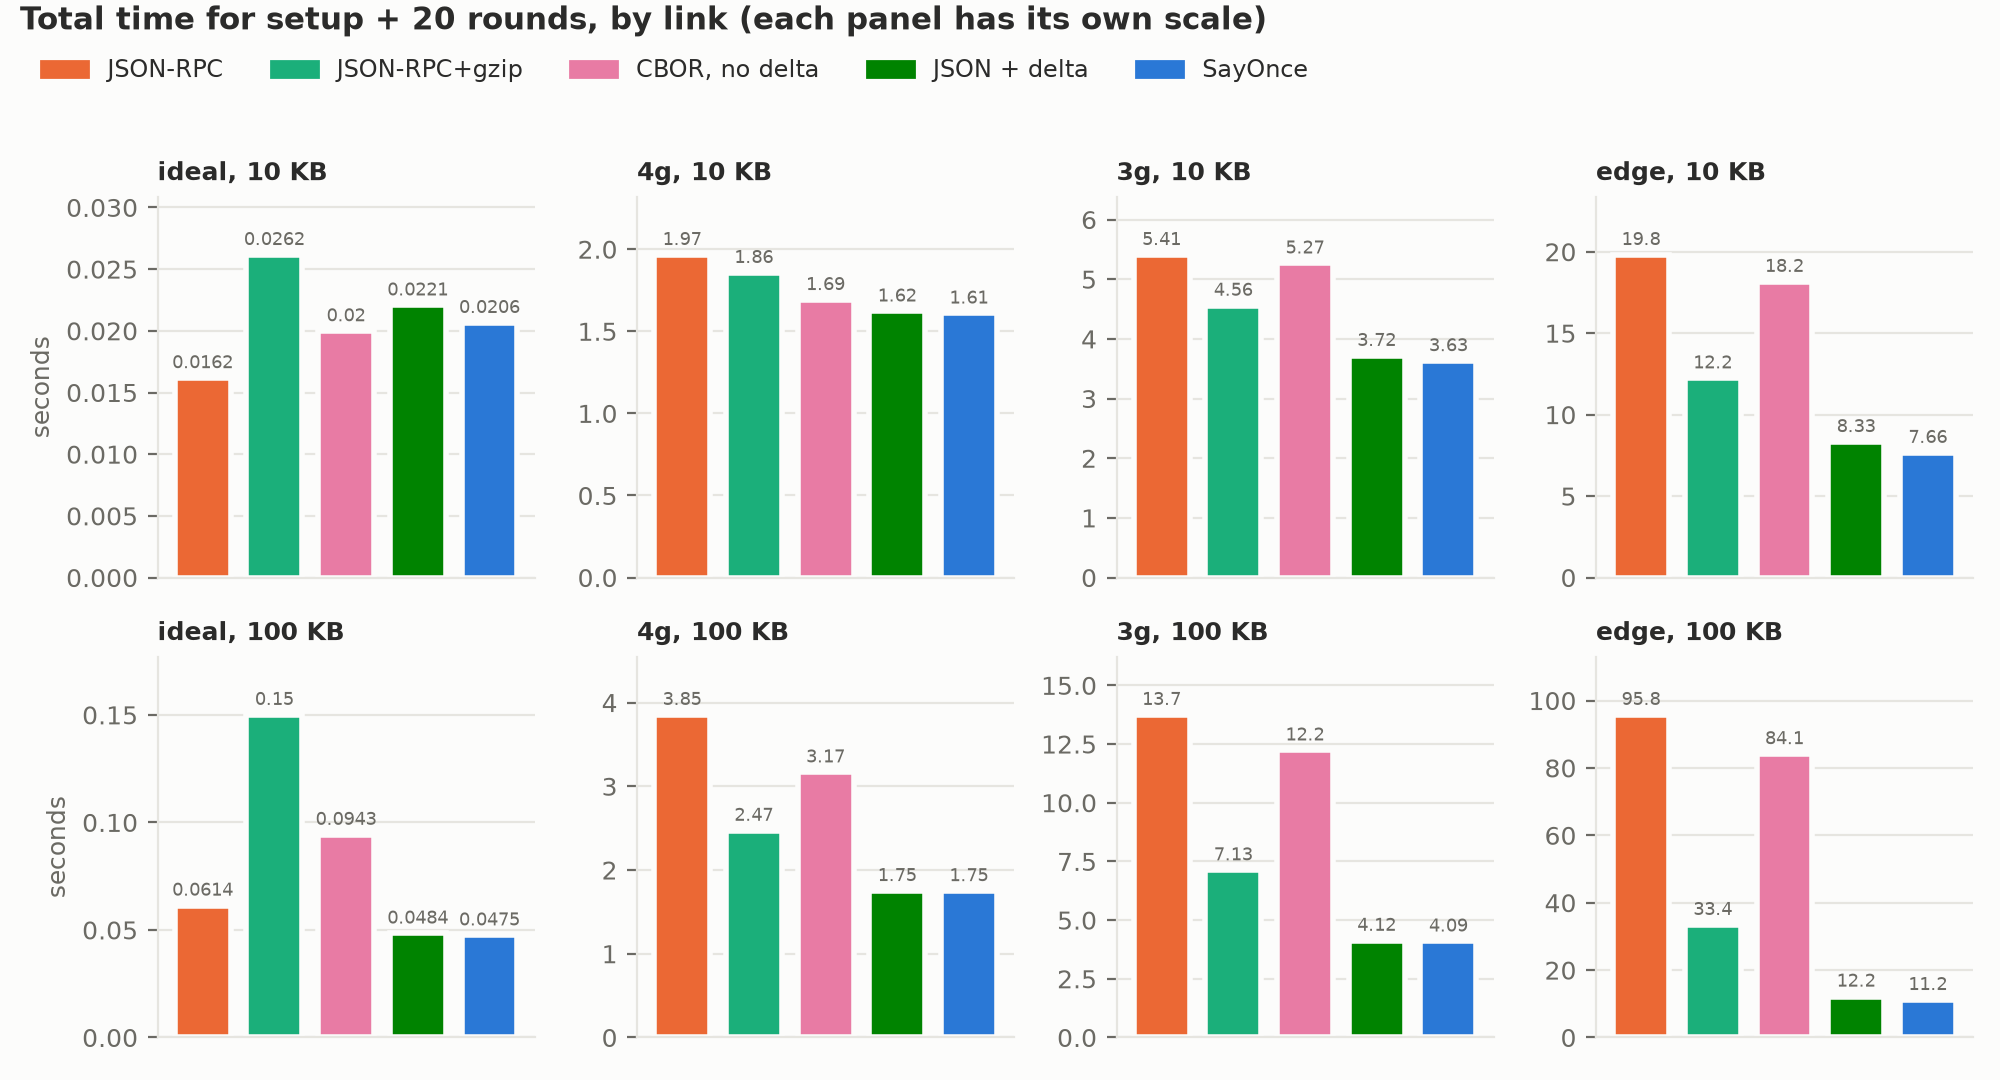 Total time for setup + 20 rounds, by link (each panel has its own scale)
JSON-RPC JSON-RPC+gzip CBOR, no delta JSON + delta SayOnce
ideal, 10 KB
seconds
0.030
0.025
0.020
0.015
0.010
0.005
0.000
0.0162 0.0262 0.02 0.0221 0.0206
4g, 10 KB
2.0
1.5
1.0
0.5
0.0
1.97 1.86 1.69 1.62 1.61
3g, 10 KB
6
5
4
3
2
1
0
5.41 4.56 5.27 3.72 3.63
edge, 10 KB
20
15
10
5
0
19.8 12.2 18.2 8.33 7.66
ideal, 100 KB
seconds
0.15
0.10
0.05
0.00
0.0614 0.15 0.0943 0.0484 0.0475
4g, 100 KB
4
3
2
1
0
3.85 2.47 3.17 1.75 1.75
3g, 100 KB
15.0
12.5
10.0
7.5
5.0
2.5
0.0
13.7 7.13 12.2 4.12 4.09
edge, 100 KB
100
80
60
40
20
0
95.8 33.4 84.1 12.2 11.2